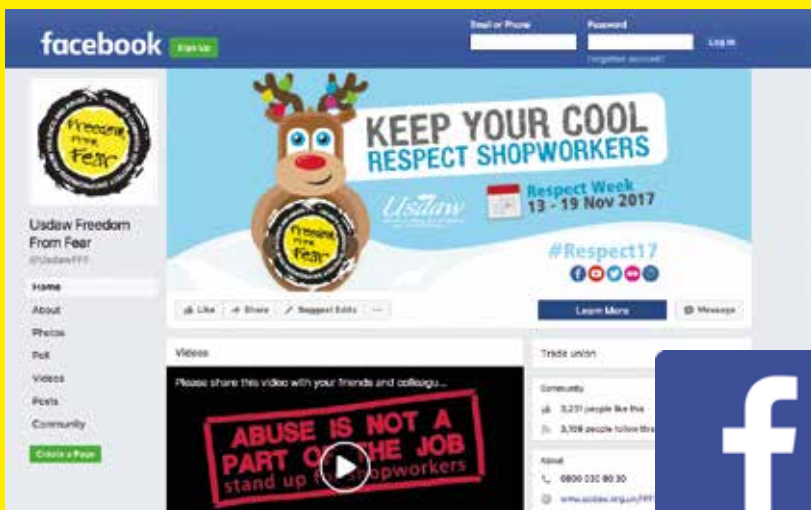 facebook
Sign Up
Email or Phone
Password
Log In
Forgotten account?
Freedom
From
Fear
KEEP YOUR COOL
RESPECT SHOPWORKERS
Usdaw
Respect Week
13 - 19 Nov 2017
Freedom
From
Fear
#Respect17
Usdaw Freedom
From Fear
@UsdawFFF
Home
About
Photos
Poll
Videos
Posts
Community
Create a Page
Like
Share
Suggest Edits
...
Learn More
Message
Videos
Please share this video with your friends and colleagu...
ABUSE IS NOT A
PART OF THE JOB
stand up for shopworkers
Trade union
Community
3,231 people like this
people follow this
About
0800 030 80 30
www.usdaw.org.uk/FFF
f